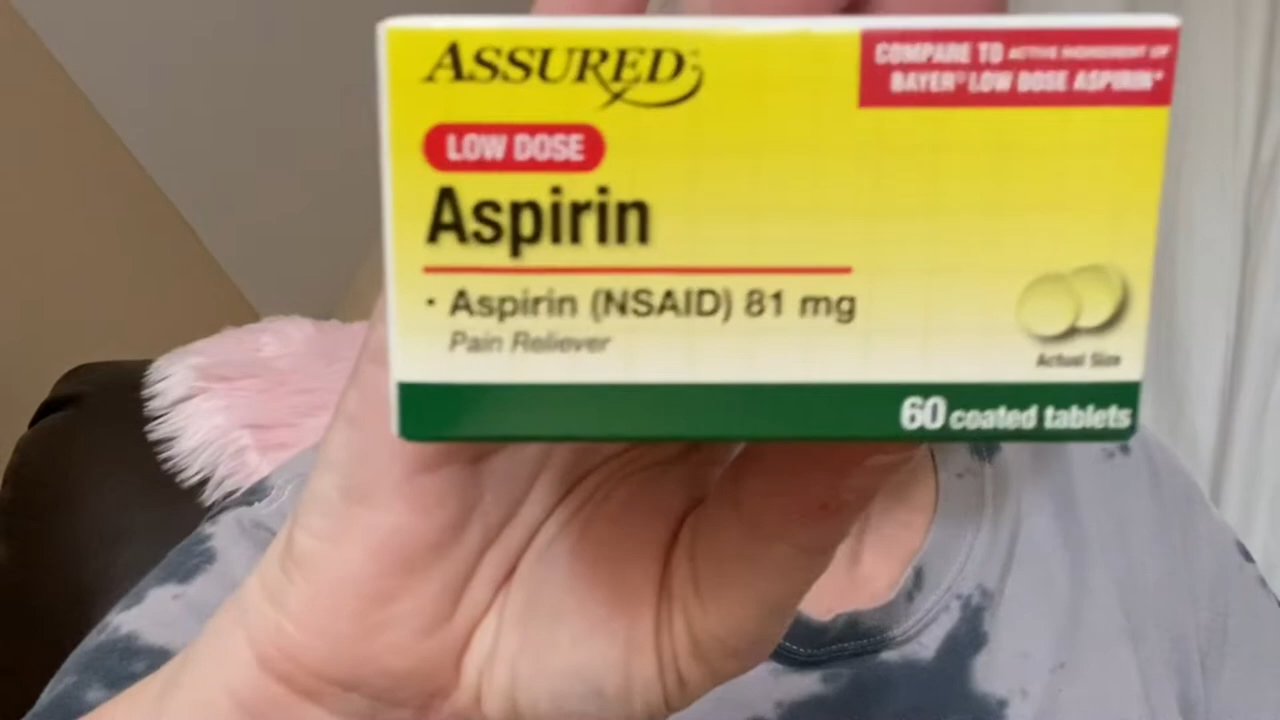 ASSURED™
COMPARE TO ACTIVE INGREDIENT OF
BAYER® LOW DOSE ASPIRIN*
LOW DOSE
Aspirin
• Aspirin (NSAID) 81 mg
Pain Reliever
Actual Size
60 coated tablets